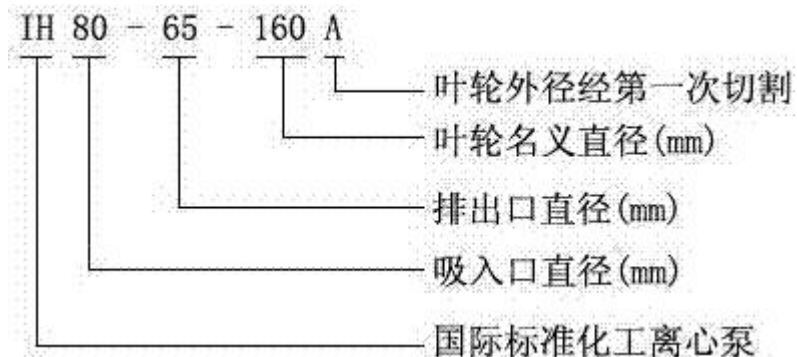 IH 80 - 65 - 160 A
叶轮外径经第一次切割
叶轮名义直径(mm)
排出口直径(mm)
吸入口直径(mm)
国际标准化工离心泵